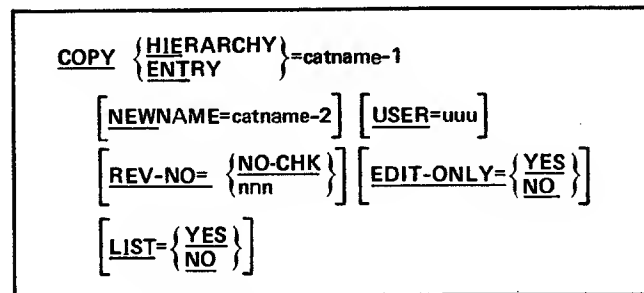 COPY {HIERARCHY
ENTRY}=catname-1
[NEWNAME=catname-2] [USER=uuu]
[REV-NO= {NO-CHK
nnn}] [EDIT-ONLY={YES
NO}]
[LIST={YES
NO}]